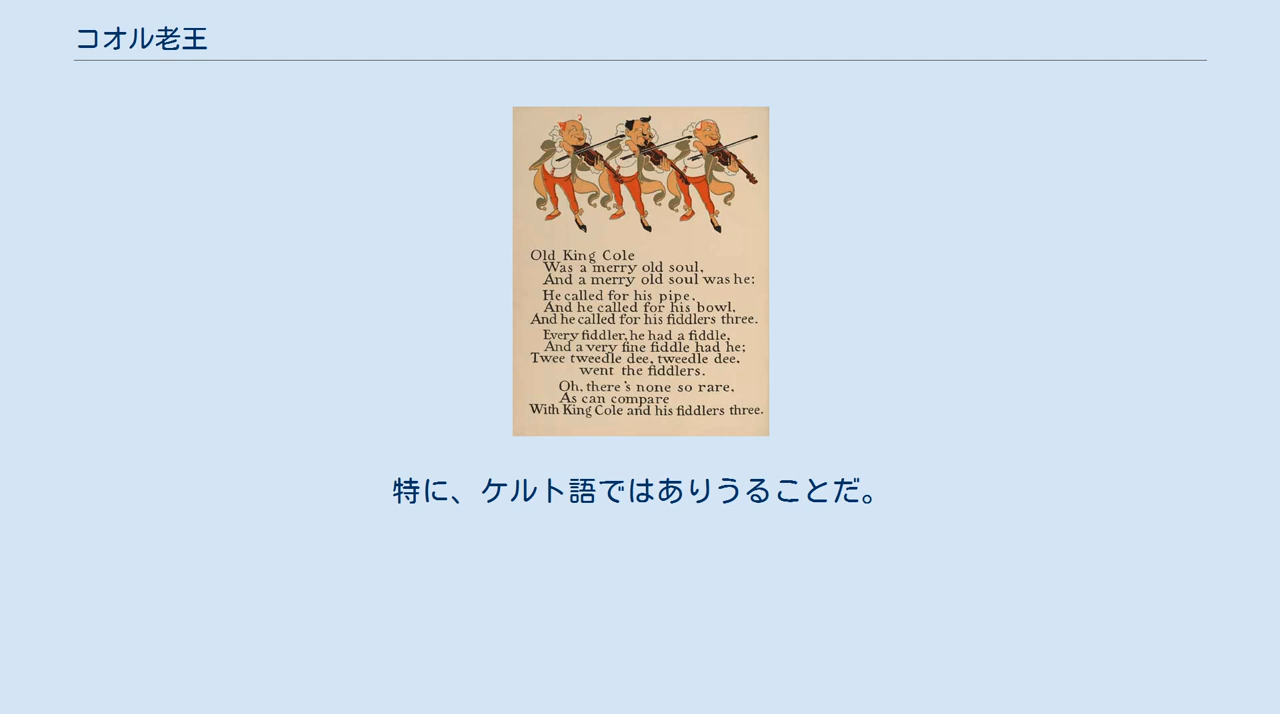 コオル老王
Old King Cole
Was a merry old soul,
And a merry old soul was he;
He called for his pipe,
And he called for his bowl,
And he called for his fiddlers three.
Every fiddler, he had a fiddle,
And a very fine fiddle had he;
Twee tweedle dee, tweedle dee,
went the fiddlers.
Oh, there's none so rare,
As can compare
With King Cole and his fiddlers three.
特に、ケルト語ではありうることだ。